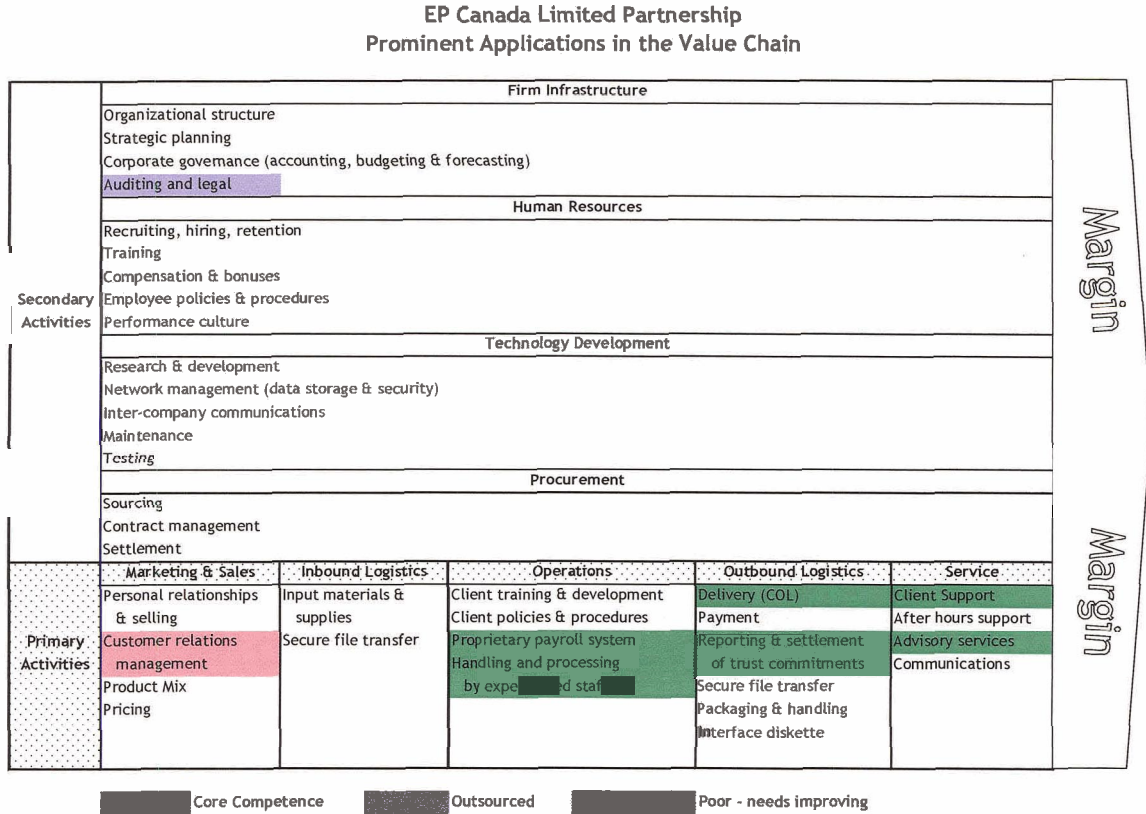 EP Canada Limited Partnership
Prominent Applications in the Value Chain
Firm Infrastructure
Organizational structure
Strategic planning
Corporate governance (accounting, budgeting & forecasting)
Auditing and legal
Human Resources
Recruiting, hiring, retention
Training
Compensation & bonuses
Employee policies & procedures
Performance culture
Secondary
Activities
Technology Development
Research & development
Network management (data storage & security)
Inter-company communications
Maintenance
Testing
Procurement
Sourcing
Contract management
Settlement
Margin
Margin
Primary
Activities
Marketing & Sales
Personal relationships
& selling
Customer relations
management
Product Mix
Pricing
Inbound Logistics
Input materials &
supplies
Secure file transfer
Operations
Client training & development
Client policies & procedures
Proprietary payroll system
Handling and processing
by
Outbound Logistics
Delivery (COL)
Payment
Reporting & settlement
of trust commitments
Secure file transfer
Packaging & handling
Interface diskette
Service
Client Support
After hours support
Advisory services
Communications
Core Competence
Outsourced
Poor - needs improving